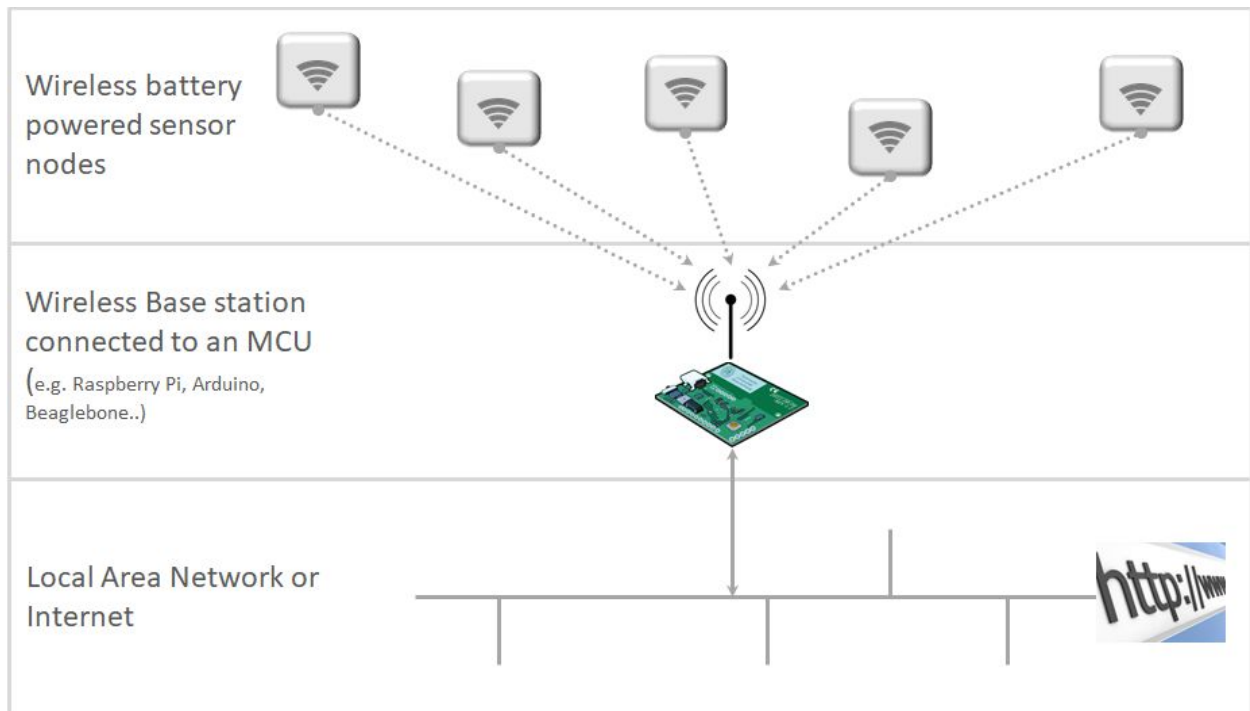 Wireless battery
powered sensor
nodes
Wireless Base station
connected to an MCU
(e.g. Raspberry Pi, Arduino,
Beaglebone..)
Local Area Network or
Internet
http://www